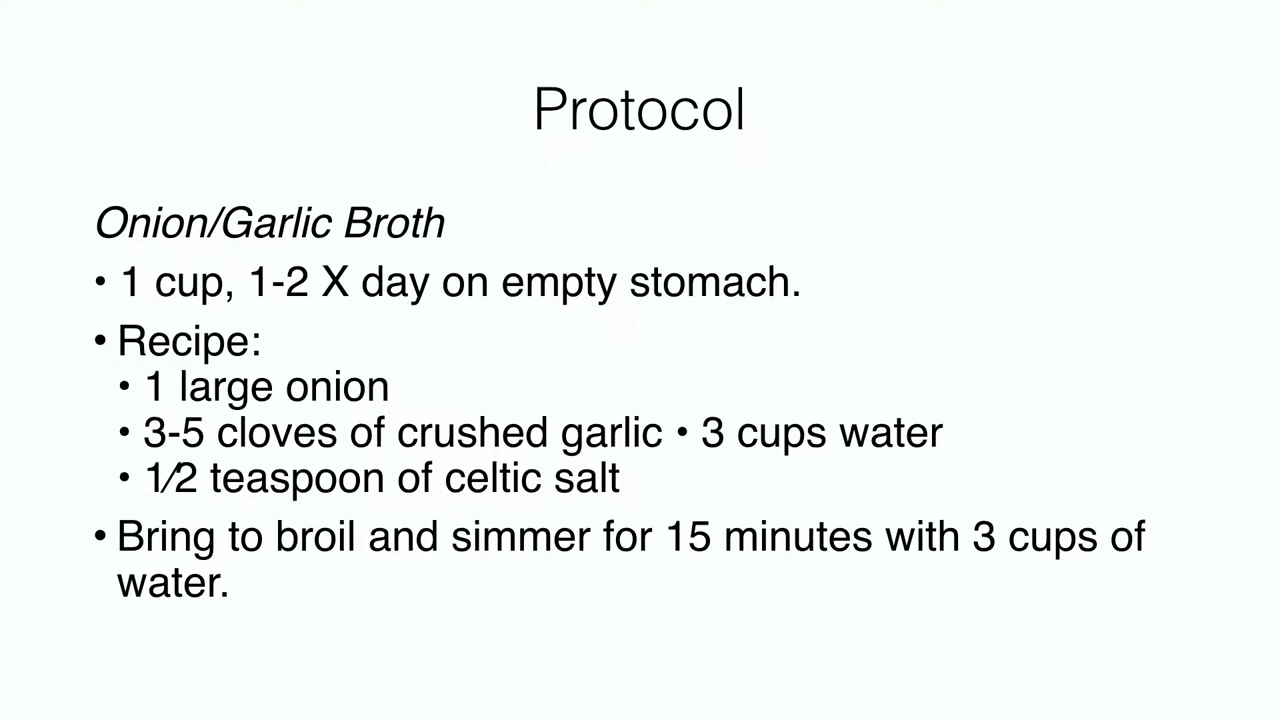 Protocol
Onion/Garlic Broth
• 1 cup, 1-2 X day on empty stomach.
• Recipe:
• 1 large onion
• 3-5 cloves of crushed garlic • 3 cups water
• 1⁄2 teaspoon of celtic salt
• Bring to broil and simmer for 15 minutes with 3 cups of
water.